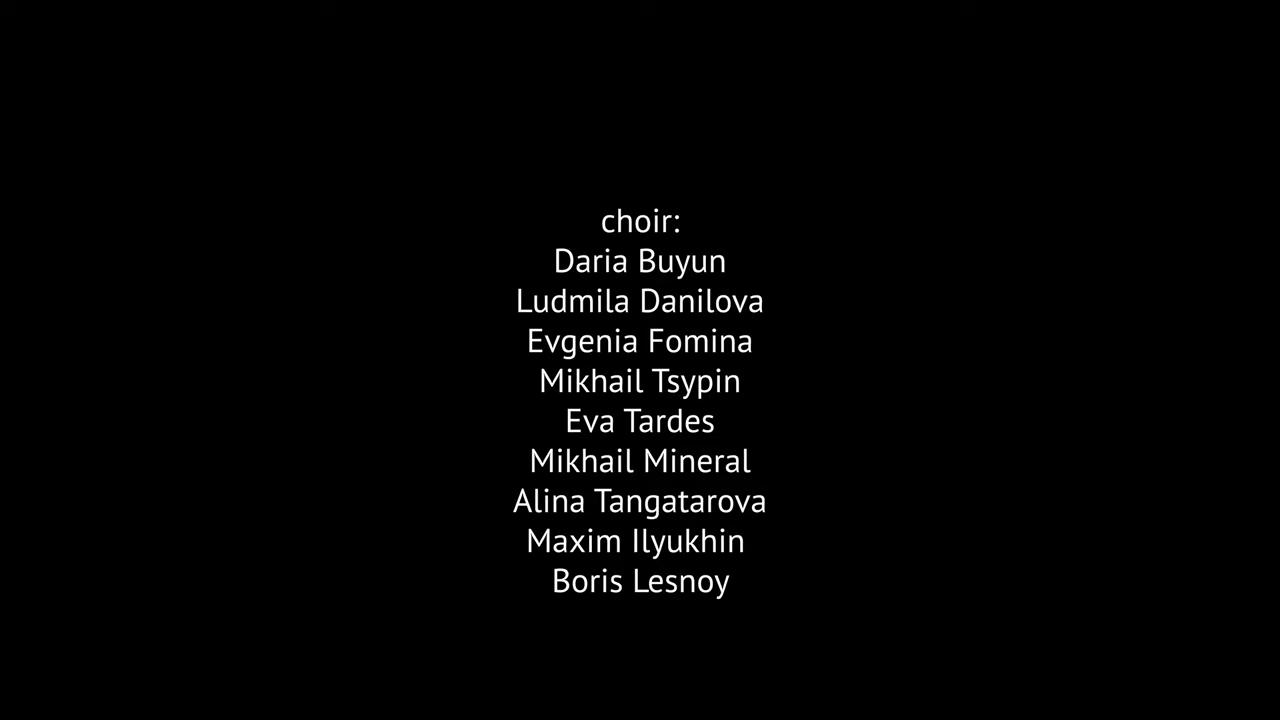 choir:
Daria Buyun
Ludmila Danilova
Evgenia Fomina
Mikhail Tsypin
Eva Tardes
Mikhail Mineral
Alina Tangatarova
Maxim Ilyukhin
Boris Lesnoy